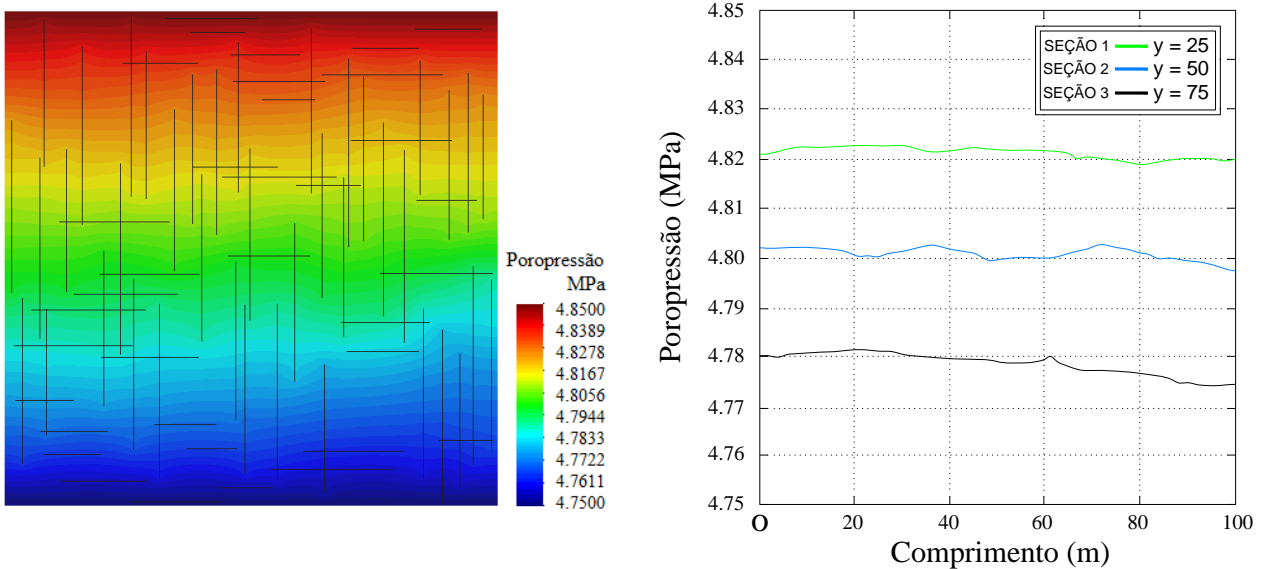 Poropressão
MPa
4.8500
4.8389
4.8278
4.8167
4.8056
4.7944
4.7833
4.7722
4.7611
4.7500
4.85
4.84
4.83
4.82
4.81
4.80
4.79
4.78
4.77
4.76
4.75
Poropressão (MPa)
SEÇÃO 1 y = 25
SEÇÃO 2 y = 50
SEÇÃO 3 y = 75
O 20 40 60 80 100
Comprimento (m)